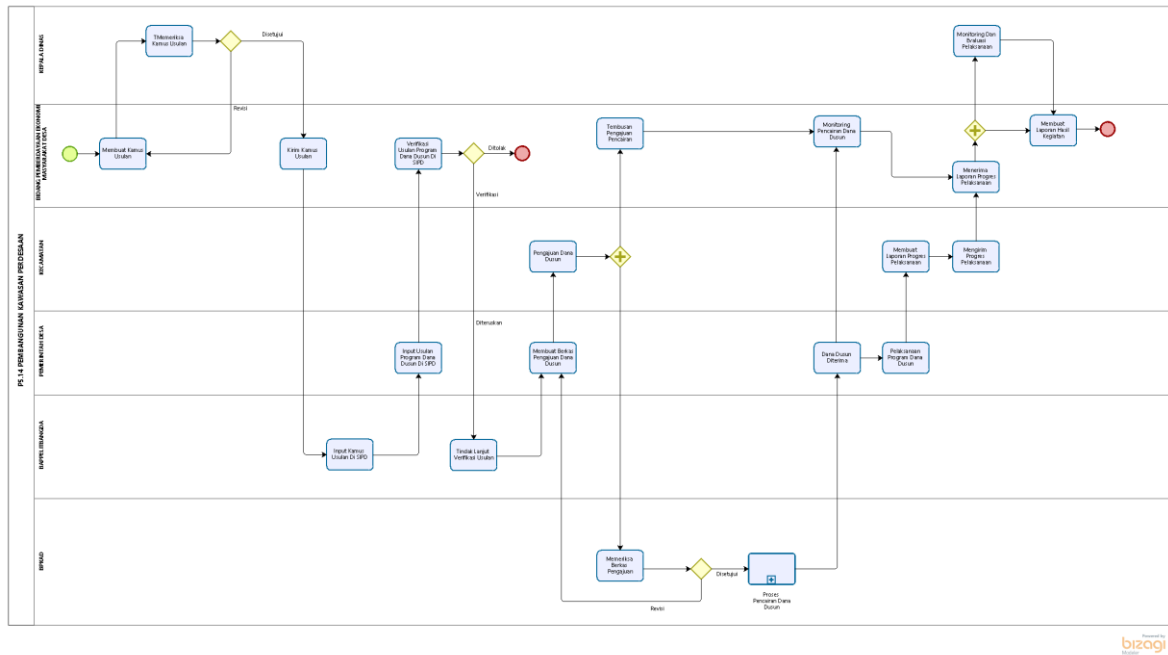 P5.14 PEMBANGUNAN KAWASAN PERDESAAN
KEPALA DINAS
TMemeriksa
Kamus Usulan
Disetujui
Revisi
Monitoring Dan
Evaluasi
Pelaksanaan
BIDANG PEMBERDAYAAN EKONOMI
MASYARAKAT DESA
Membuat Kamus
Usulan
Kirim Kamus
Usulan
Verifikasi
Usulan Program
Dana Dusun Di
SIPD
Ditolak
Verifikasi
Diteruskan
Tembusan
Pengajuan
Pencairan
Monitoring
Pencairan Dana
Dusun
Menerima
Laporan Progres
Pelaksanaan
Membuat
Laporan Hasil
Kegiatan
KECAMATAN
Pengajuan Dana
Dusun
Membuat
Laporan Progres
Pelaksanaan
Mengirim
Progres
Pelaksanaan
PEMERINTAH DESA
Input Usulan
Program Dana
Dusun Di SIPD
Membuat Berkas
Pengajuan Dana
Dusun
Dana Dusun
Diterima
Pelaksanaan
Program Dana
Dusun
BAPPELITBANGDA
Input Kamus
Usulan Di SIPD
Tindak Lanjut
Verifikasi Usulan
BPKAD
Memeriksa
Berkas
Pengajuan
Disetujui
Revisi
Proses
Pencairan Dana
Dusun
Powered by
bizagi
Modeler